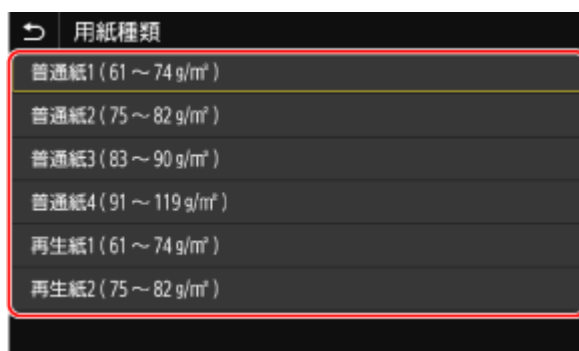 用紙種類
普通紙1 ( 61 ～ 74 g/m² )
普通紙2 ( 75 ～ 82 g/m² )
普通紙3 ( 83 ～ 90 g/m² )
普通紙4 ( 91 ～ 119 g/m² )
再生紙1 ( 61 ～ 74 g/m² )
再生紙2 ( 75 ～ 82 g/m² )